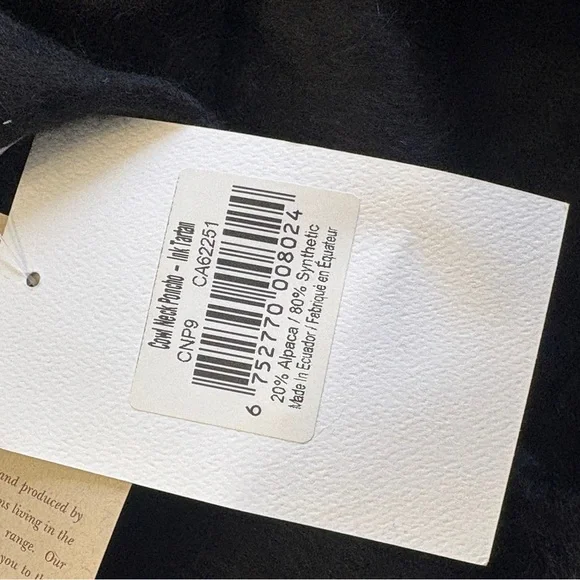 Cowl Neck Poncho – Ink Tartan
CNP9 CA62251
6 752770 008024
20% Alpaca / 80% Synthetic
Made In Ecuador / Fabriqué en Équateur
and produced by
living in the
range. Our
you to